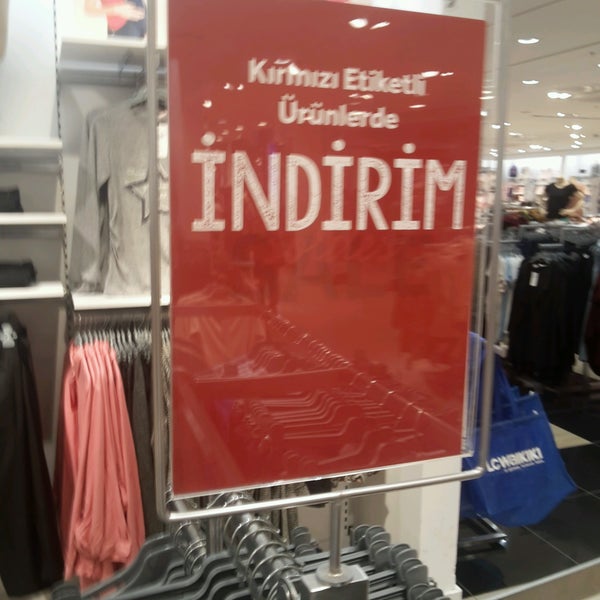 Kırmızı Etiketli
Ürünlerde
İNDİRİM
LCWAIKIKI